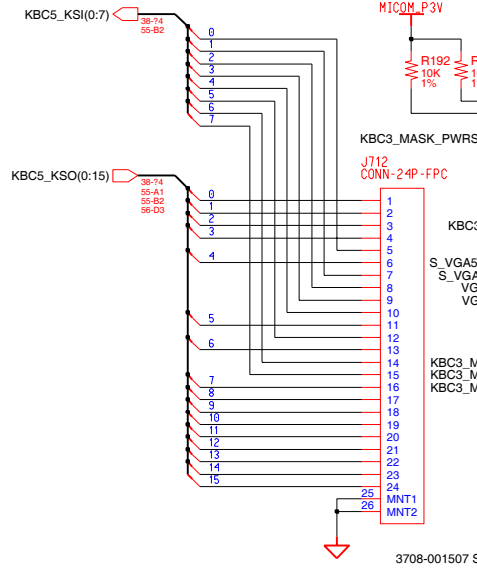 MICOM_P3V
KBC5_KSI(0:7)
38-?4
55-B2
0
1
2
3
4
5
6
7
R192
10K
1%
KBC3_MASK_PWRS
J712
CONN-24P-FPC
KBC5_KSO(0:15)
38-?4
55-A1
55-B2
56-D3
0
1
2
3
4
5
6
7
8
9
10
11
12
13
14
15
1
2
3
4
5
6
7
8
9
10
11
12
13
14
15
16
17
18
19
20
21
22
23
24
25
MNT1
26
MNT2
KBC3
S_VGA5
S_VGA
VG
VG
KBC3_M
KBC3_M
KBC3_M
3708-001507 S